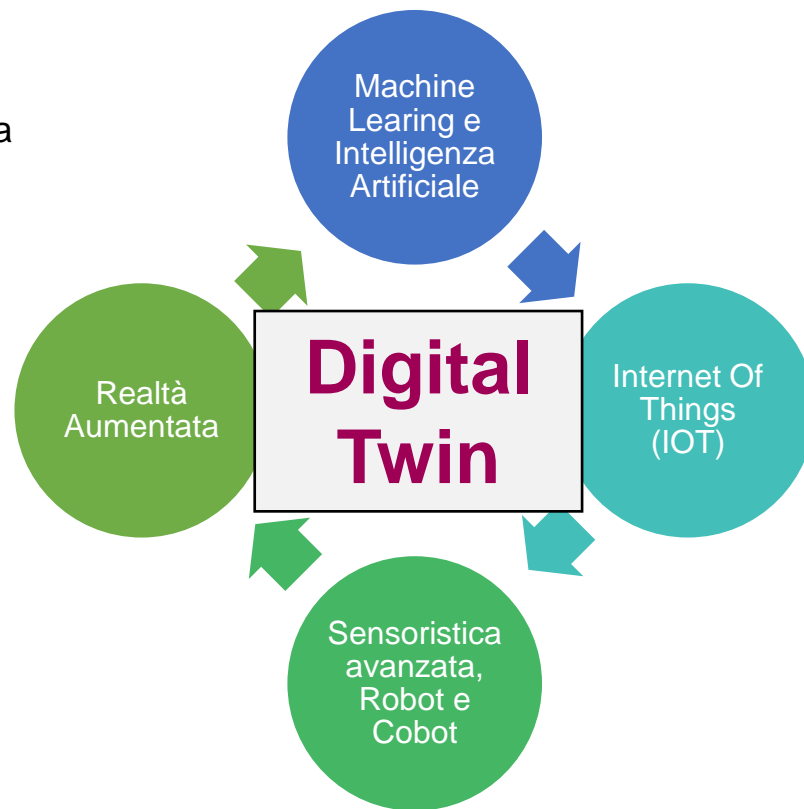 Machine
Learing e
Intelligenza
Artificiale
a
Realtà
Aumentata
Digital
Twin
Internet Of
Things
(IOT)
Sensoristica
avanzata,
Robot e
Cobot